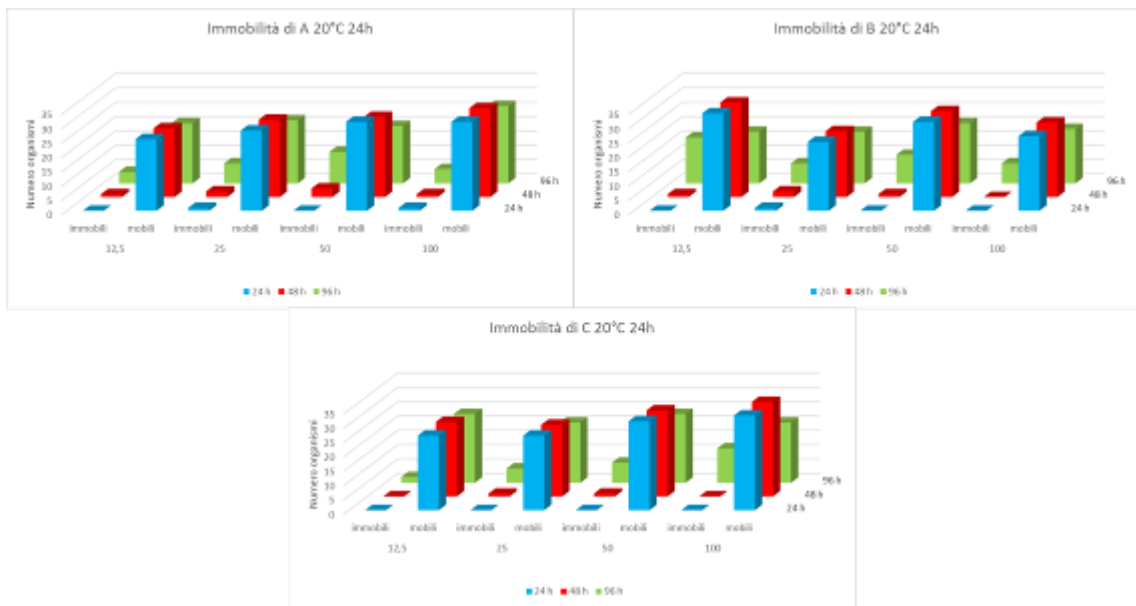 Immobilità di A 20°C 24h
Numero organismi
35
30
25
20
15
10
5
0
96 h
48 h
24 h
immobili mobili immobili mobili immobili mobili immobili mobili
12,5 25 50 100
24 h 48 h 96 h
Immobilità di B 20°C 24h
Numero organismi
35
30
25
20
15
10
5
0
96 h
48 h
24 h
immobili mobili immobili mobili immobili mobili immobili mobili
12,5 25 50 100
24 h 48 h 96 h
Immobilità di C 20°C 24h
Numero organismi
35
30
25
20
15
10
5
0
96 h
48 h
24 h
immobili mobili immobili mobili immobili mobili immobili mobili
12,5 25 50 100
24 h 48 h 96 h